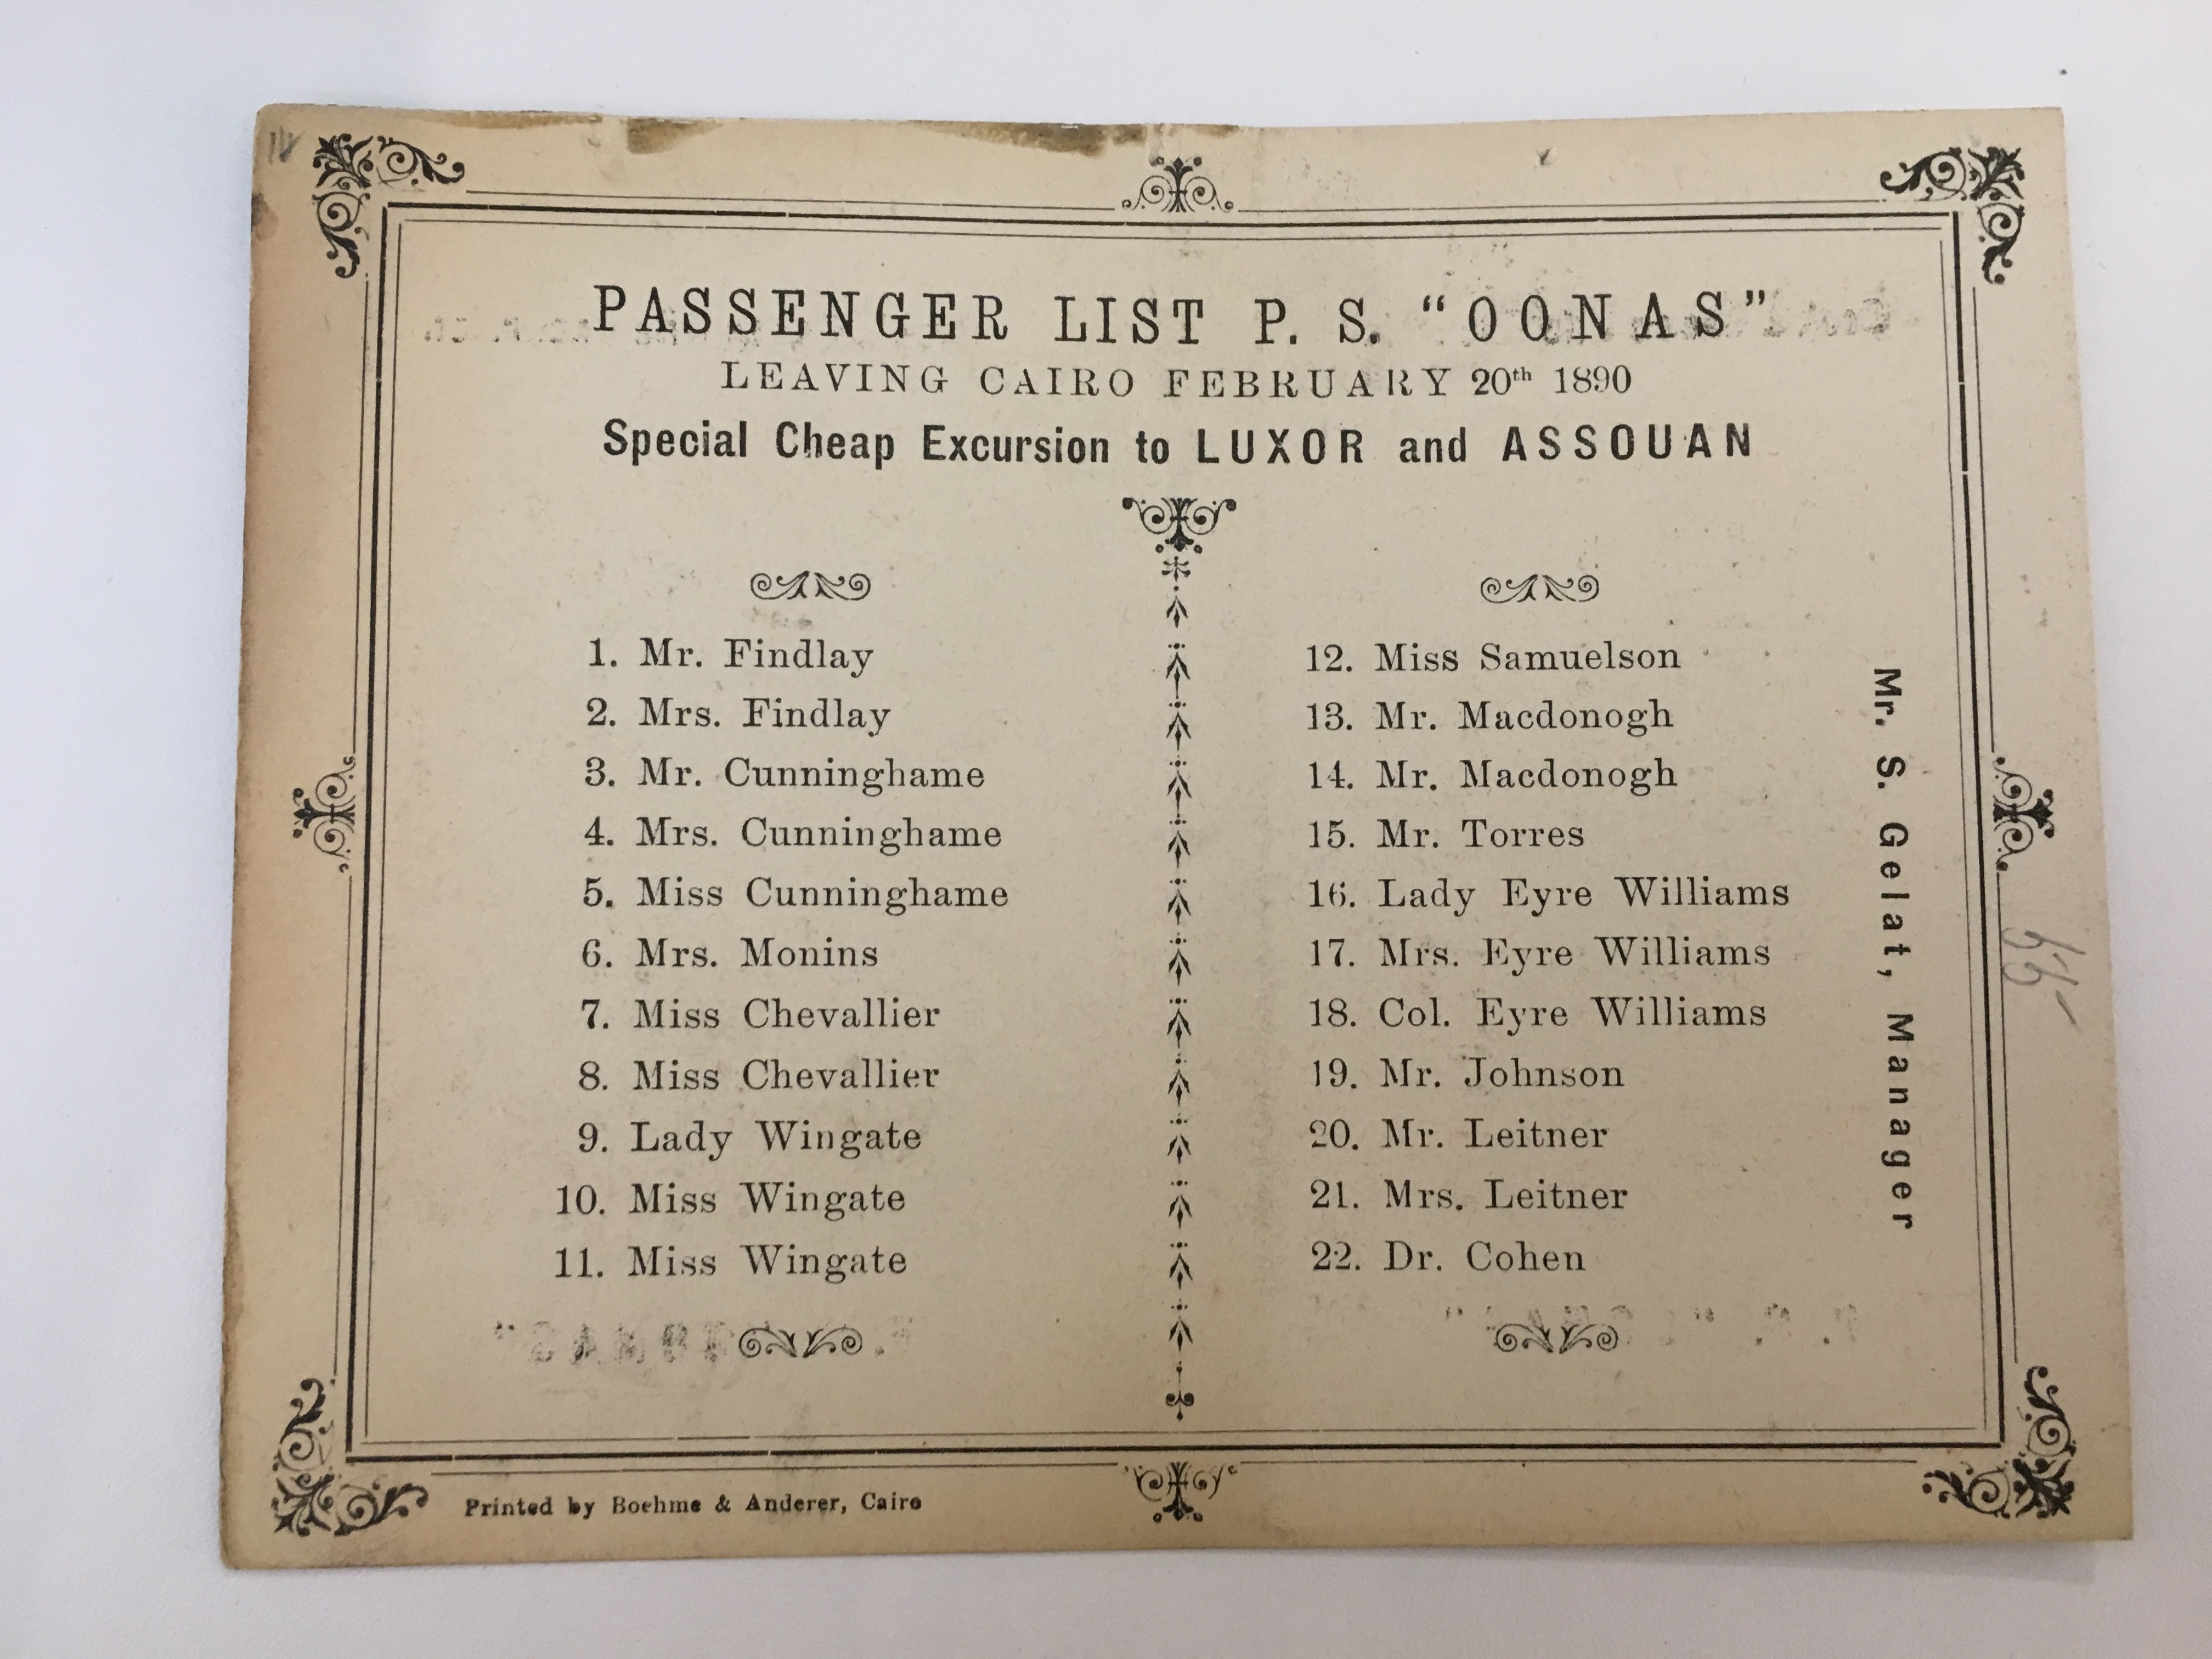 PASSENGER LIST P. S. “OONAS”
LEAVING CAIRO FEBRUARY 20th 1890
Special Cheap Excursion to LUXOR and ASSOUAN
1. Mr. Findlay
2. Mrs. Findlay
3. Mr. Cunninghame
4. Mrs. Cunninghame
5. Miss Cunninghame
6. Mrs. Monins
7. Miss Chevallier
8. Miss Chevallier
9. Lady Wingate
10. Miss Wingate
11. Miss Wingate
12. Miss Samuelson
13. Mr. Macdonogh
14. Mr. Macdonogh
15. Mr. Torres
16. Lady Eyre Williams
17. Mrs. Eyre Williams
18. Col. Eyre Williams
19. Mr. Johnson
20. Mr. Leitner
21. Mrs. Leitner
22. Dr. Cohen
Mr. S. Gelat, Manager
Printed by Boehme & Anderer, Cairo